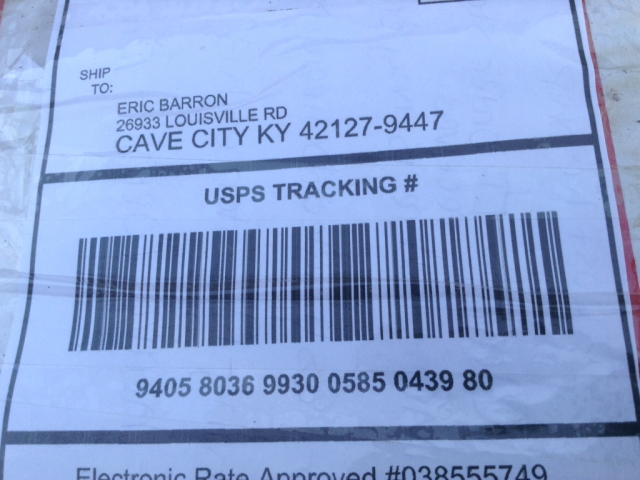 SHIP
TO:
ERIC BARRON
26933 LOUISVILLE RD
CAVE CITY KY 42127-9447
USPS TRACKING #
9405 8036 9930 0585 0439 80
Electronic Rate Approved #038555749